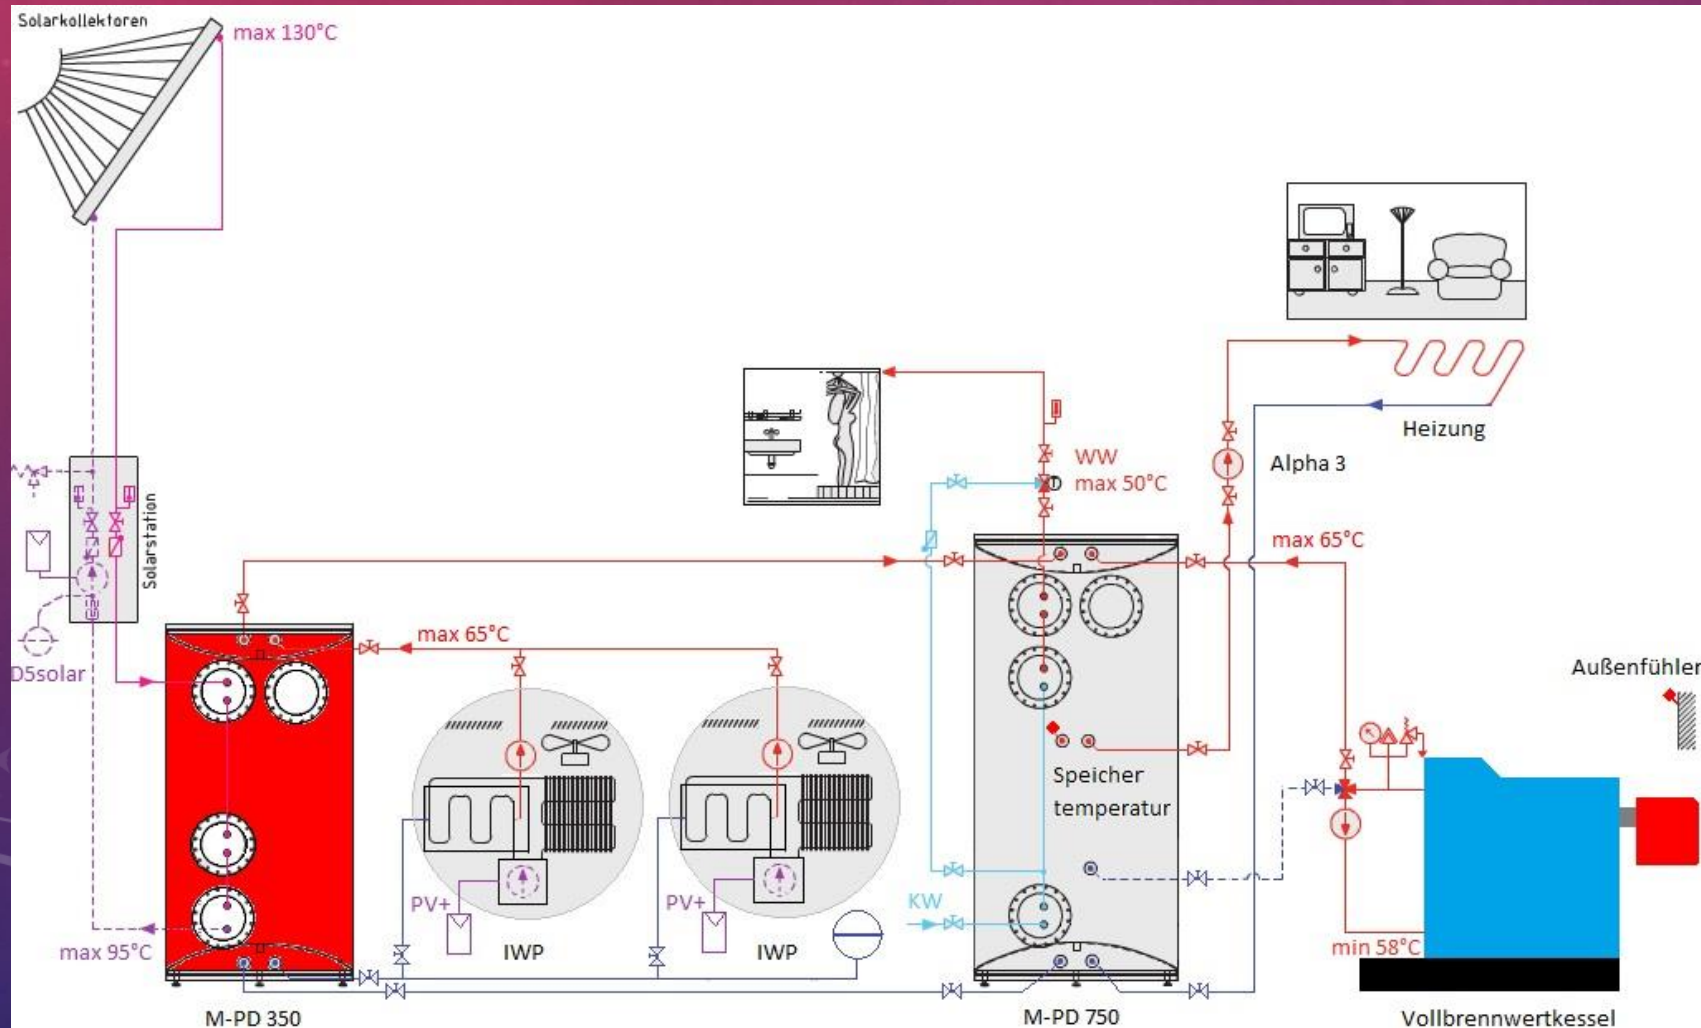 Solarkollektoren
max 130°C
WW
max 50°C
Heizung
Alpha 3
Solarstation
max 65°C
max 65°C
D5solar
Außenfühler
Speicher
temperatur
PV+
PV+
KW
max 95°C
IWP
IWP
min 58°C
M-PD 350
M-PD 750
Vollbrennwertkessel